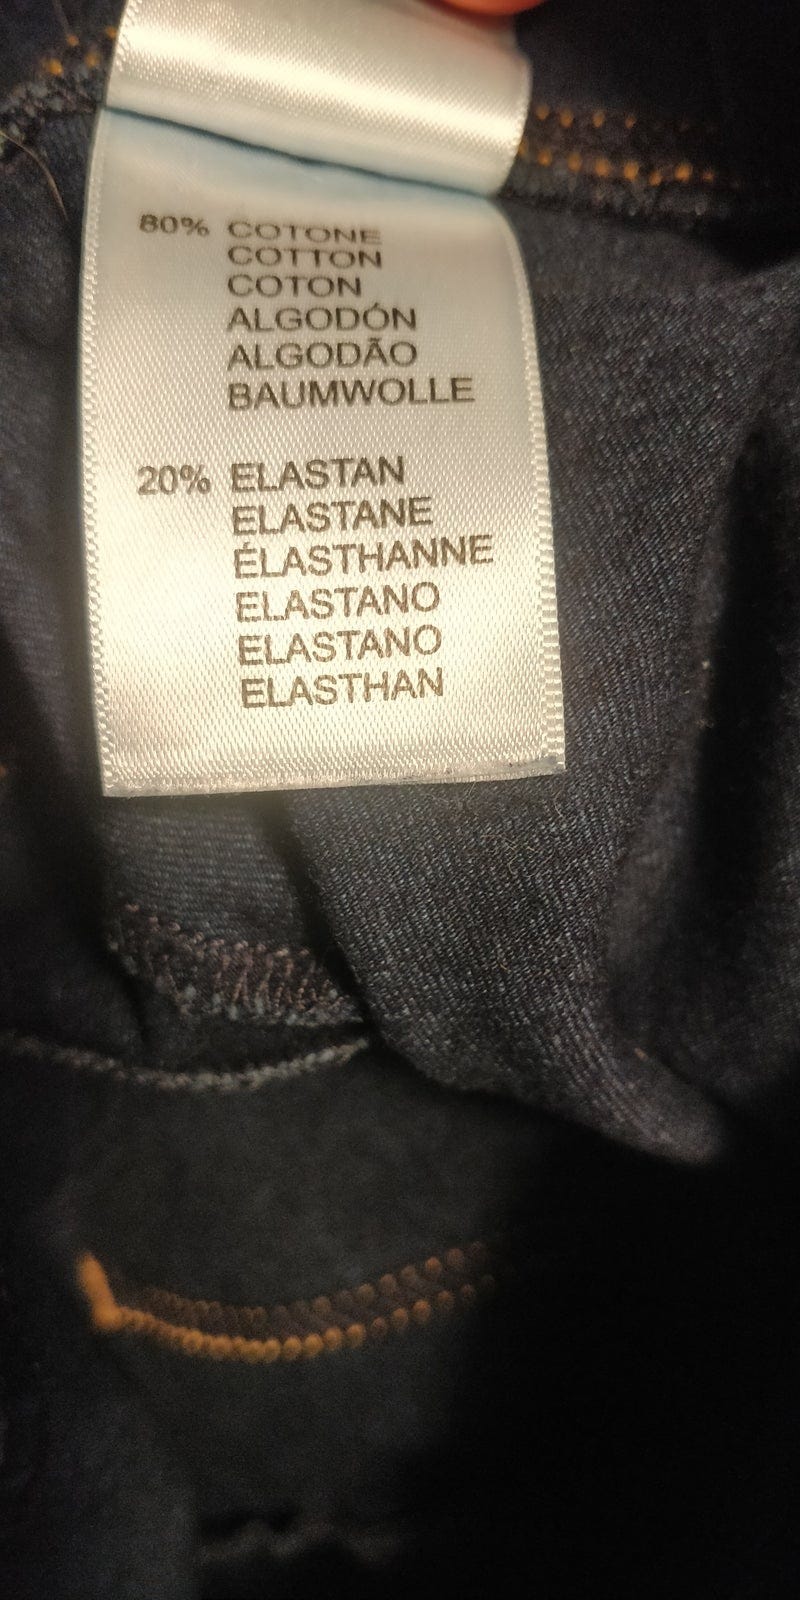 80% COTONE
COTTON
COTON
ALGODÓN
ALGODÃO
BAUMWOLLE
20% ELASTAN
ELASTANE
ÉLASTHANNE
ELASTANO
ELASTANO
ELASTHAN